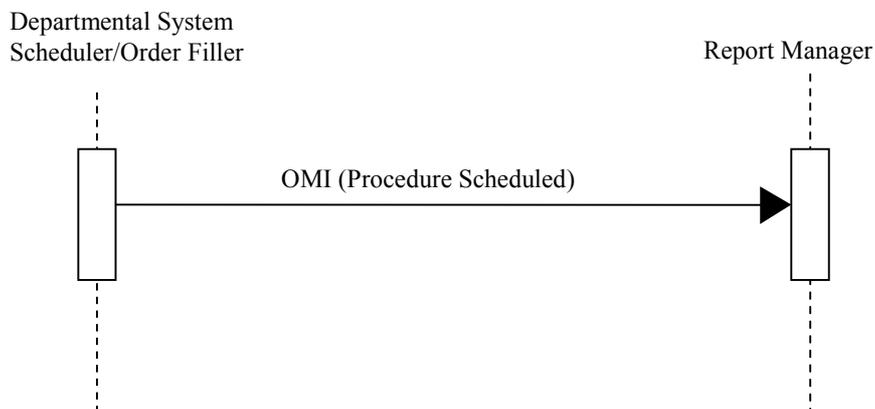 Departmental System
Scheduler/Order Filler
Report Manager
OMI (Procedure Scheduled)